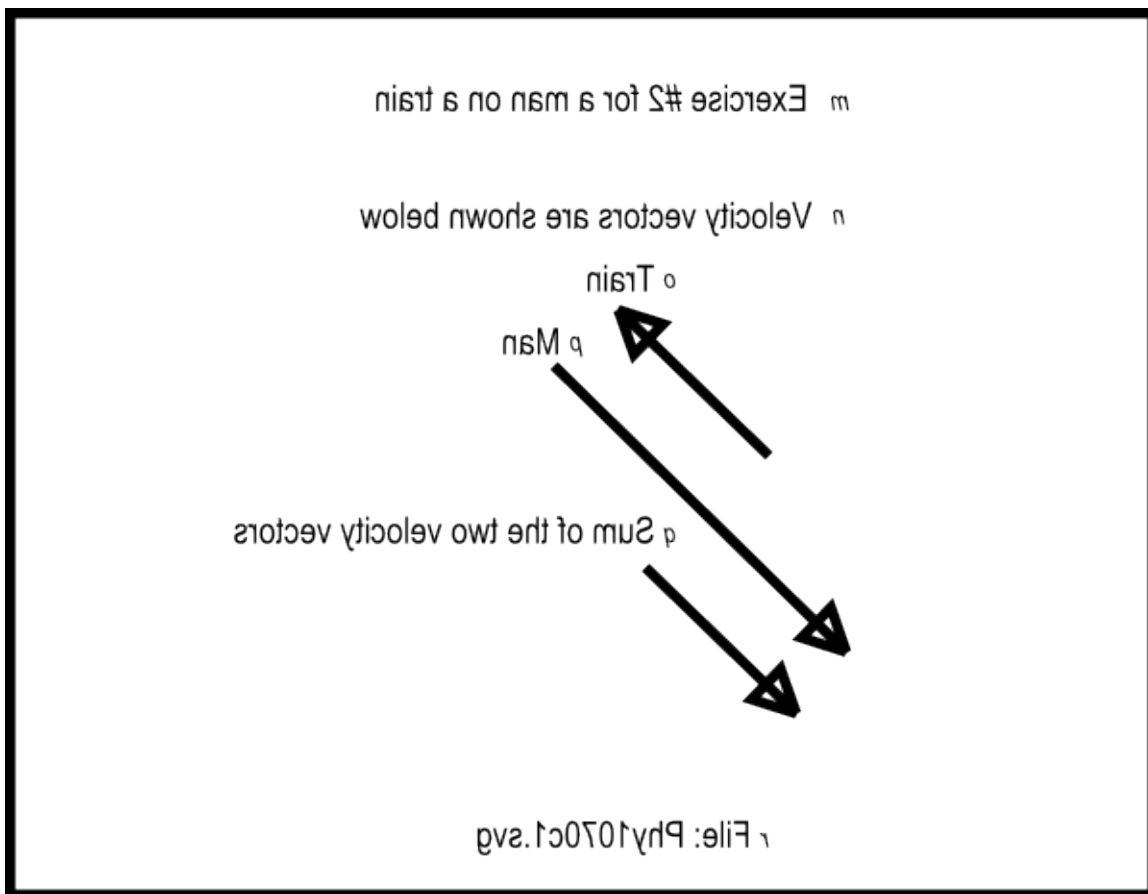 m Exercise #2 for a man on a train
n Velocity vectors are shown below
o Train
p Man
q Sum of the two velocity vectors
r File: Phy1070c1.svg